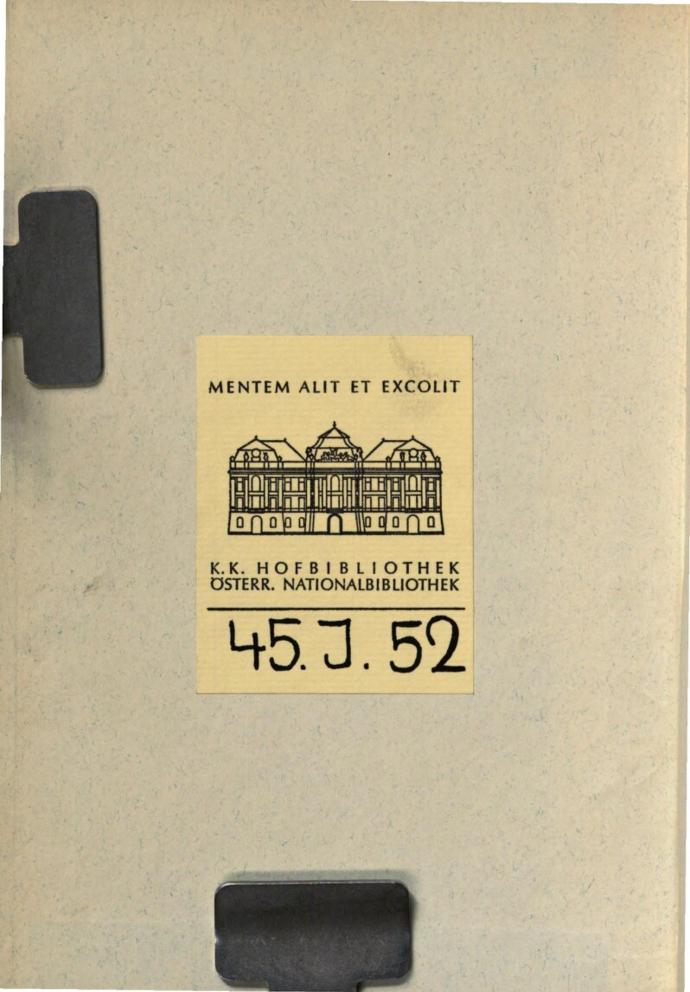 MENTEM ALIT ET EXCOLIT
K.K. HOFBIBLIOTHEK
ÖSTERR. NATIONALBIBLIOTHEK
45. J. 52